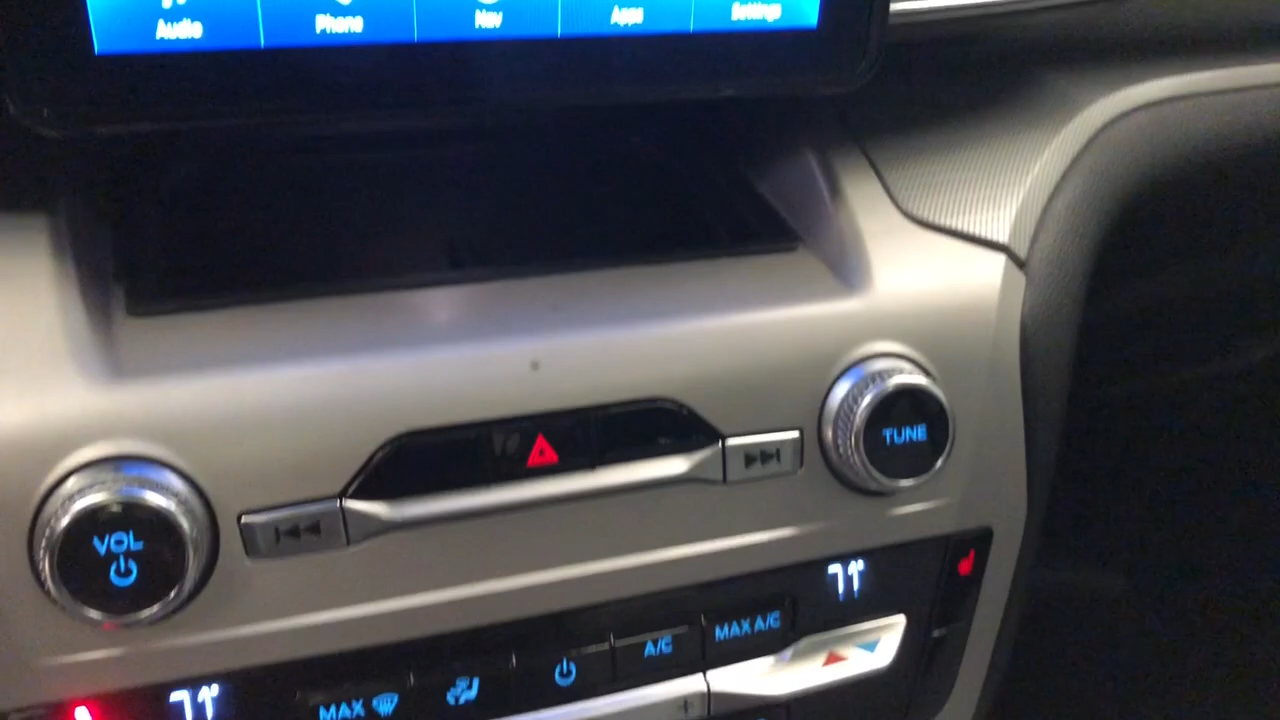 Audio Phone Nav Apps Settings
TUNE
VOL
71°
MAX A/C
A/C
71°
MAX